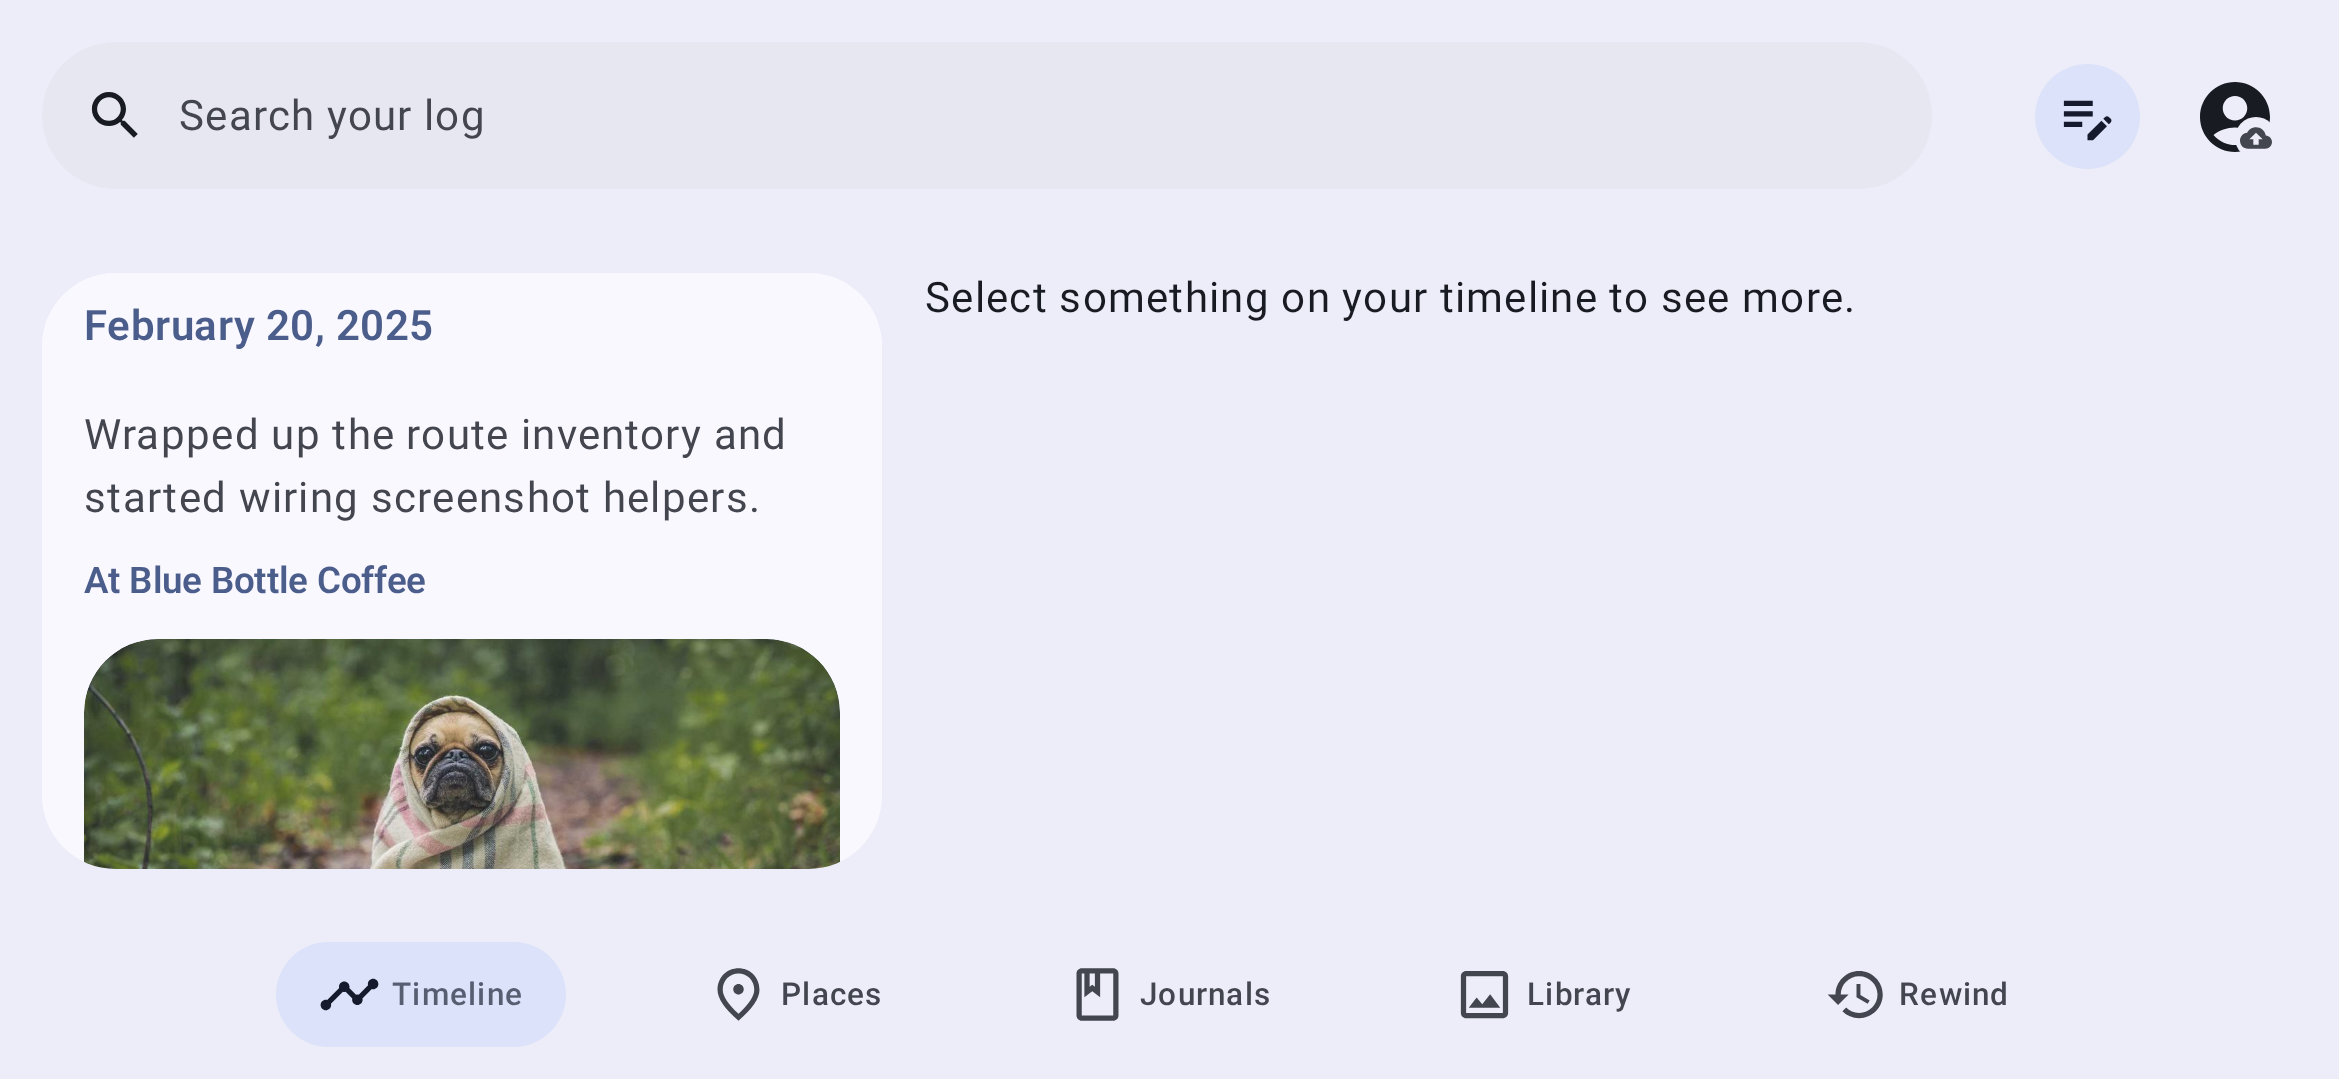 Search your log
February 20, 2025
Wrapped up the route inventory and
started wiring screenshot helpers.
At Blue Bottle Coffee
Select something on your timeline to see more.
Timeline
Places
Journals
Library
Rewind